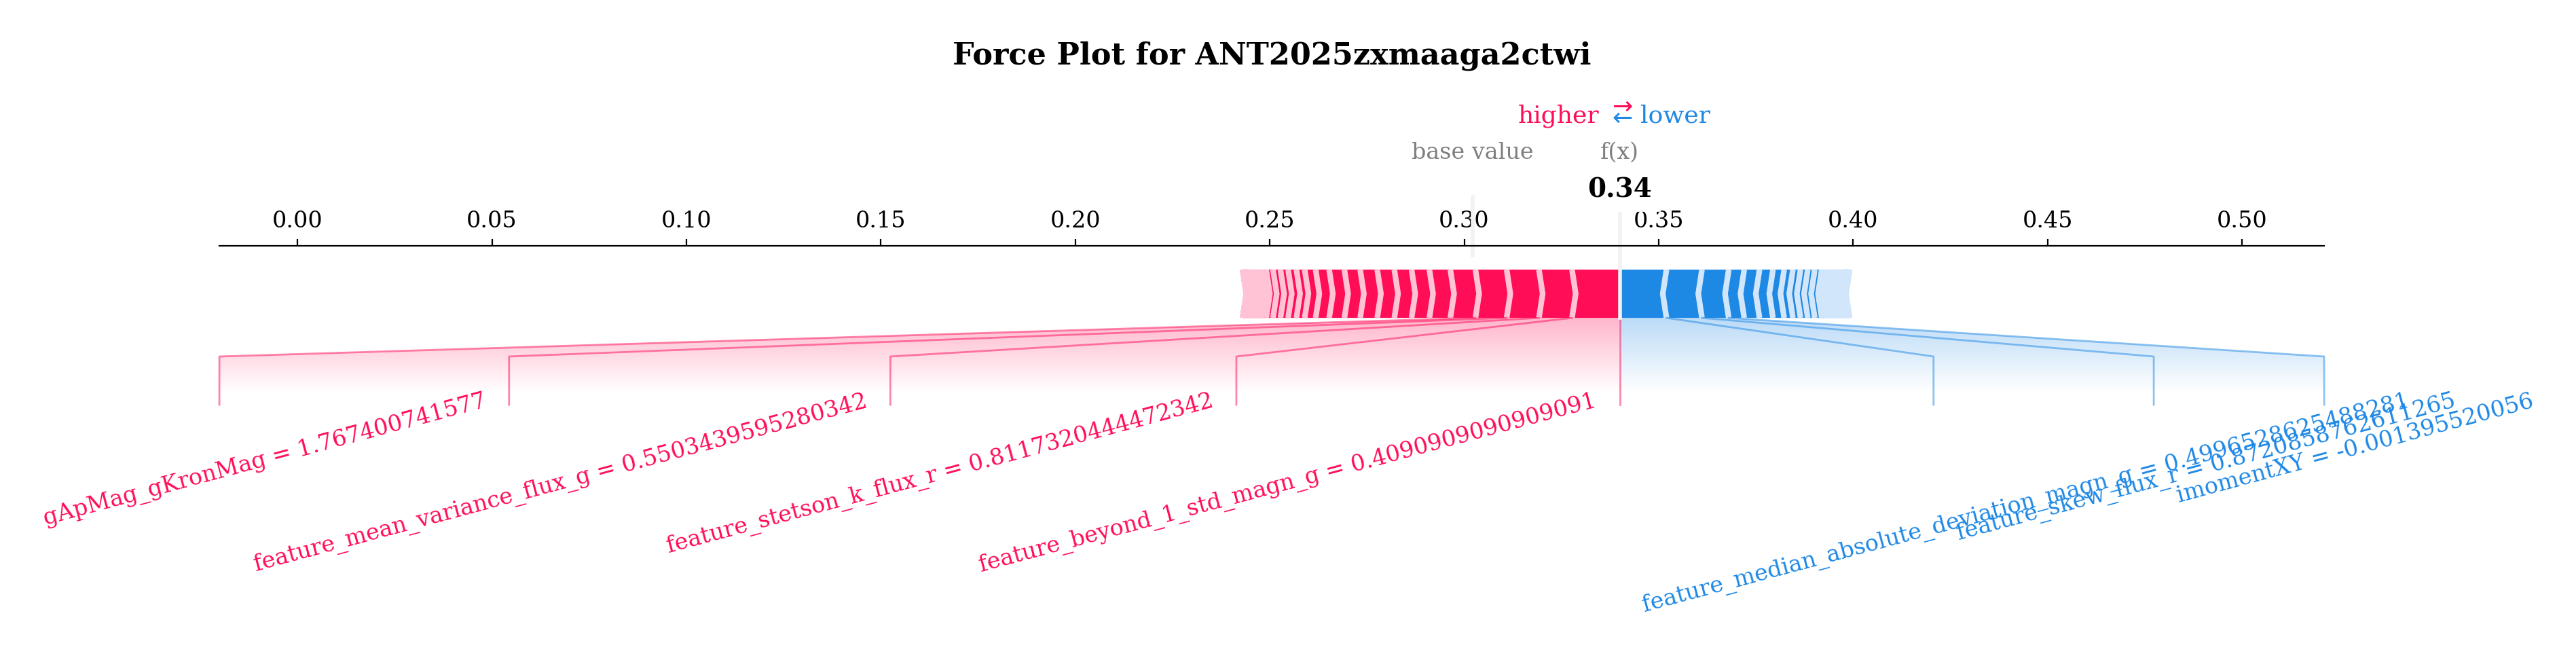 Force Plot for ANT2025zxmaaga2ctwi
higher ⇄ lower
base value f(x)
0.34
0.00 0.05 0.10 0.15 0.20 0.25 0.30 0.35 0.40 0.45 0.50
gApMag_gKronMag = 1.767400741577
feature_mean_variance_flux_g = 0.5503439595280342
feature_stetson_k_flux_r = 0.8117320444472342
feature_beyond_1_std_magn_g = 0.4090909090909091
feature_median_absolute_deviation_magn_g = 0.4996528625488281
feature_skew_flux_r = 0.8720858762611265
imomentXY = -0.001395520056